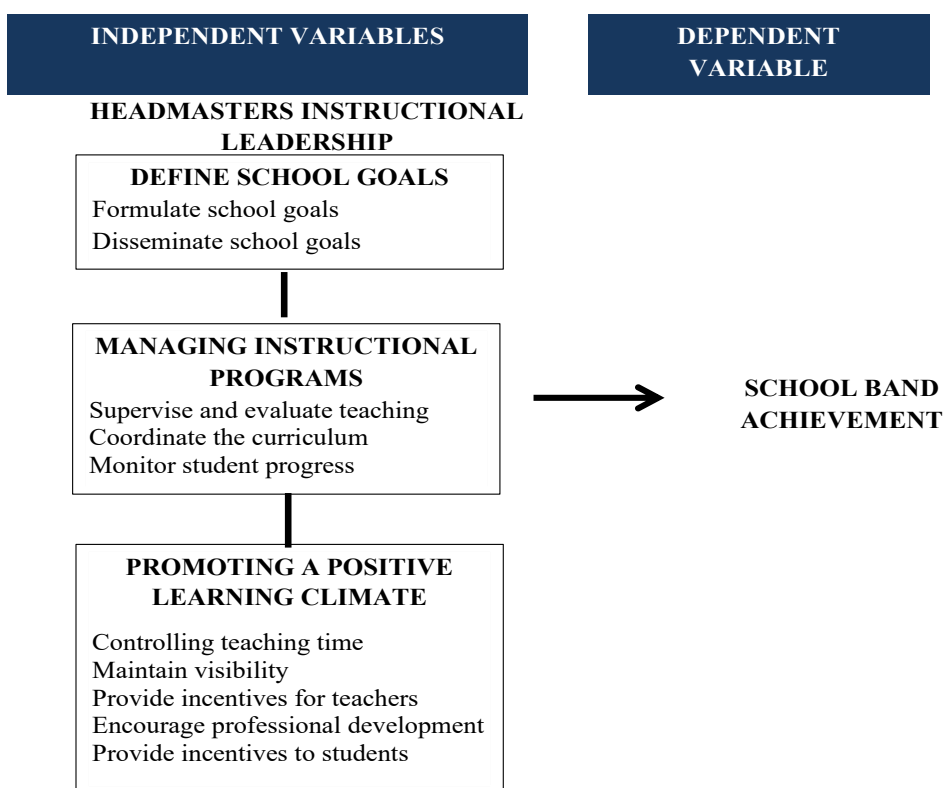 INDEPENDENT VARIABLES
DEPENDENT
VARIABLE
HEADMASTERS INSTRUCTIONAL
LEADERSHIP
DEFINE SCHOOL GOALS
Formulate school goals
Disseminate school goals
MANAGING INSTRUCTIONAL
PROGRAMS
Supervise and evaluate teaching
Coordinate the curriculum
Monitor student progress
SCHOOL BAND
ACHIEVEMENT
PROMOTING A POSITIVE
LEARNING CLIMATE
Controlling teaching time
Maintain visibility
Provide incentives for teachers
Encourage professional development
Provide incentives to students